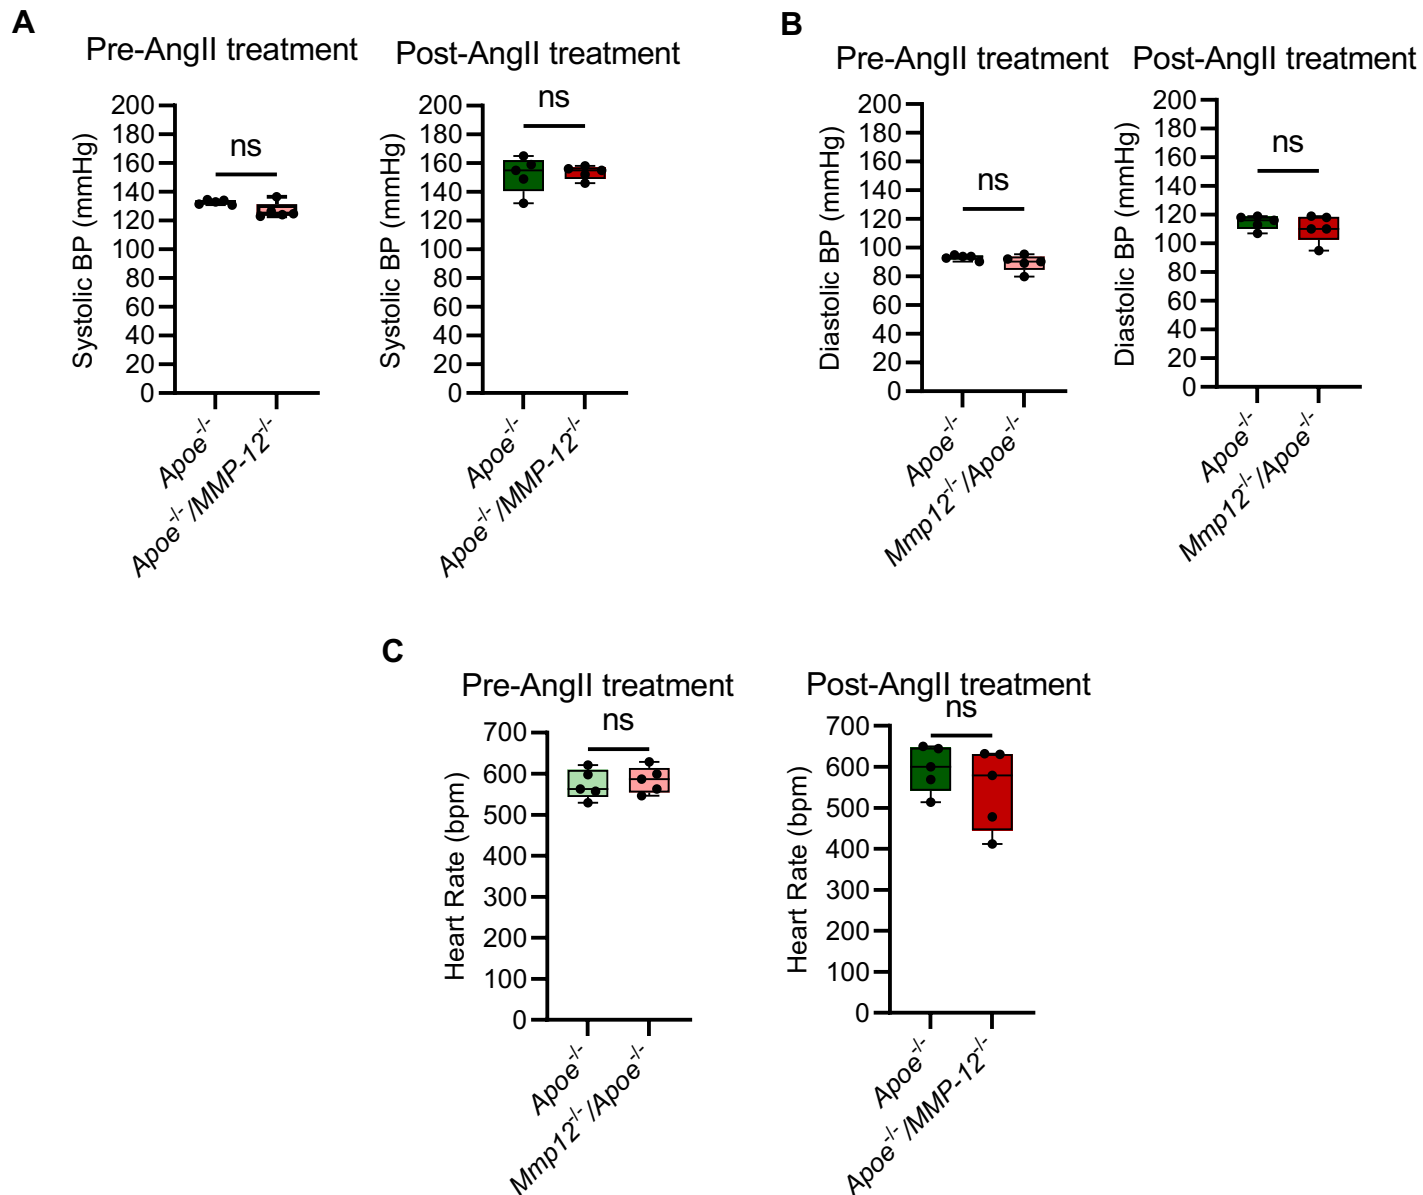 A
Pre-AngII treatment
Systolic BP (mmHg)
200
180
160
140
120
100
80
60
40
20
0
ns
Apoe-/-
Apoe-/-/MMP-12-/-
Post-AngII treatment
Systolic BP (mmHg)
200
180
160
140
120
100
80
60
40
20
0
ns
Apoe-/-
Apoe-/-/MMP-12-/-
B
Pre-AngII treatment
Diastolic BP (mmHg)
200
180
160
140
120
100
80
60
40
20
0
ns
Apoe-/-
Mmp12-/-/Apoe-/-
Post-AngII treatment
Diastolic BP (mmHg)
200
180
160
140
120
100
80
60
40
20
0
ns
Apoe-/-
Mmp12-/-/Apoe-/-
C
Pre-AngII treatment
Heart Rate (bpm)
700
600
500
400
300
200
100
0
ns
Apoe-/-
Mmp12-/-/Apoe-/-
Post-AngII treatment
Heart Rate (bpm)
700
600
500
400
300
200
100
0
ns
Apoe-/-
Apoe-/-/MMP-12-/-